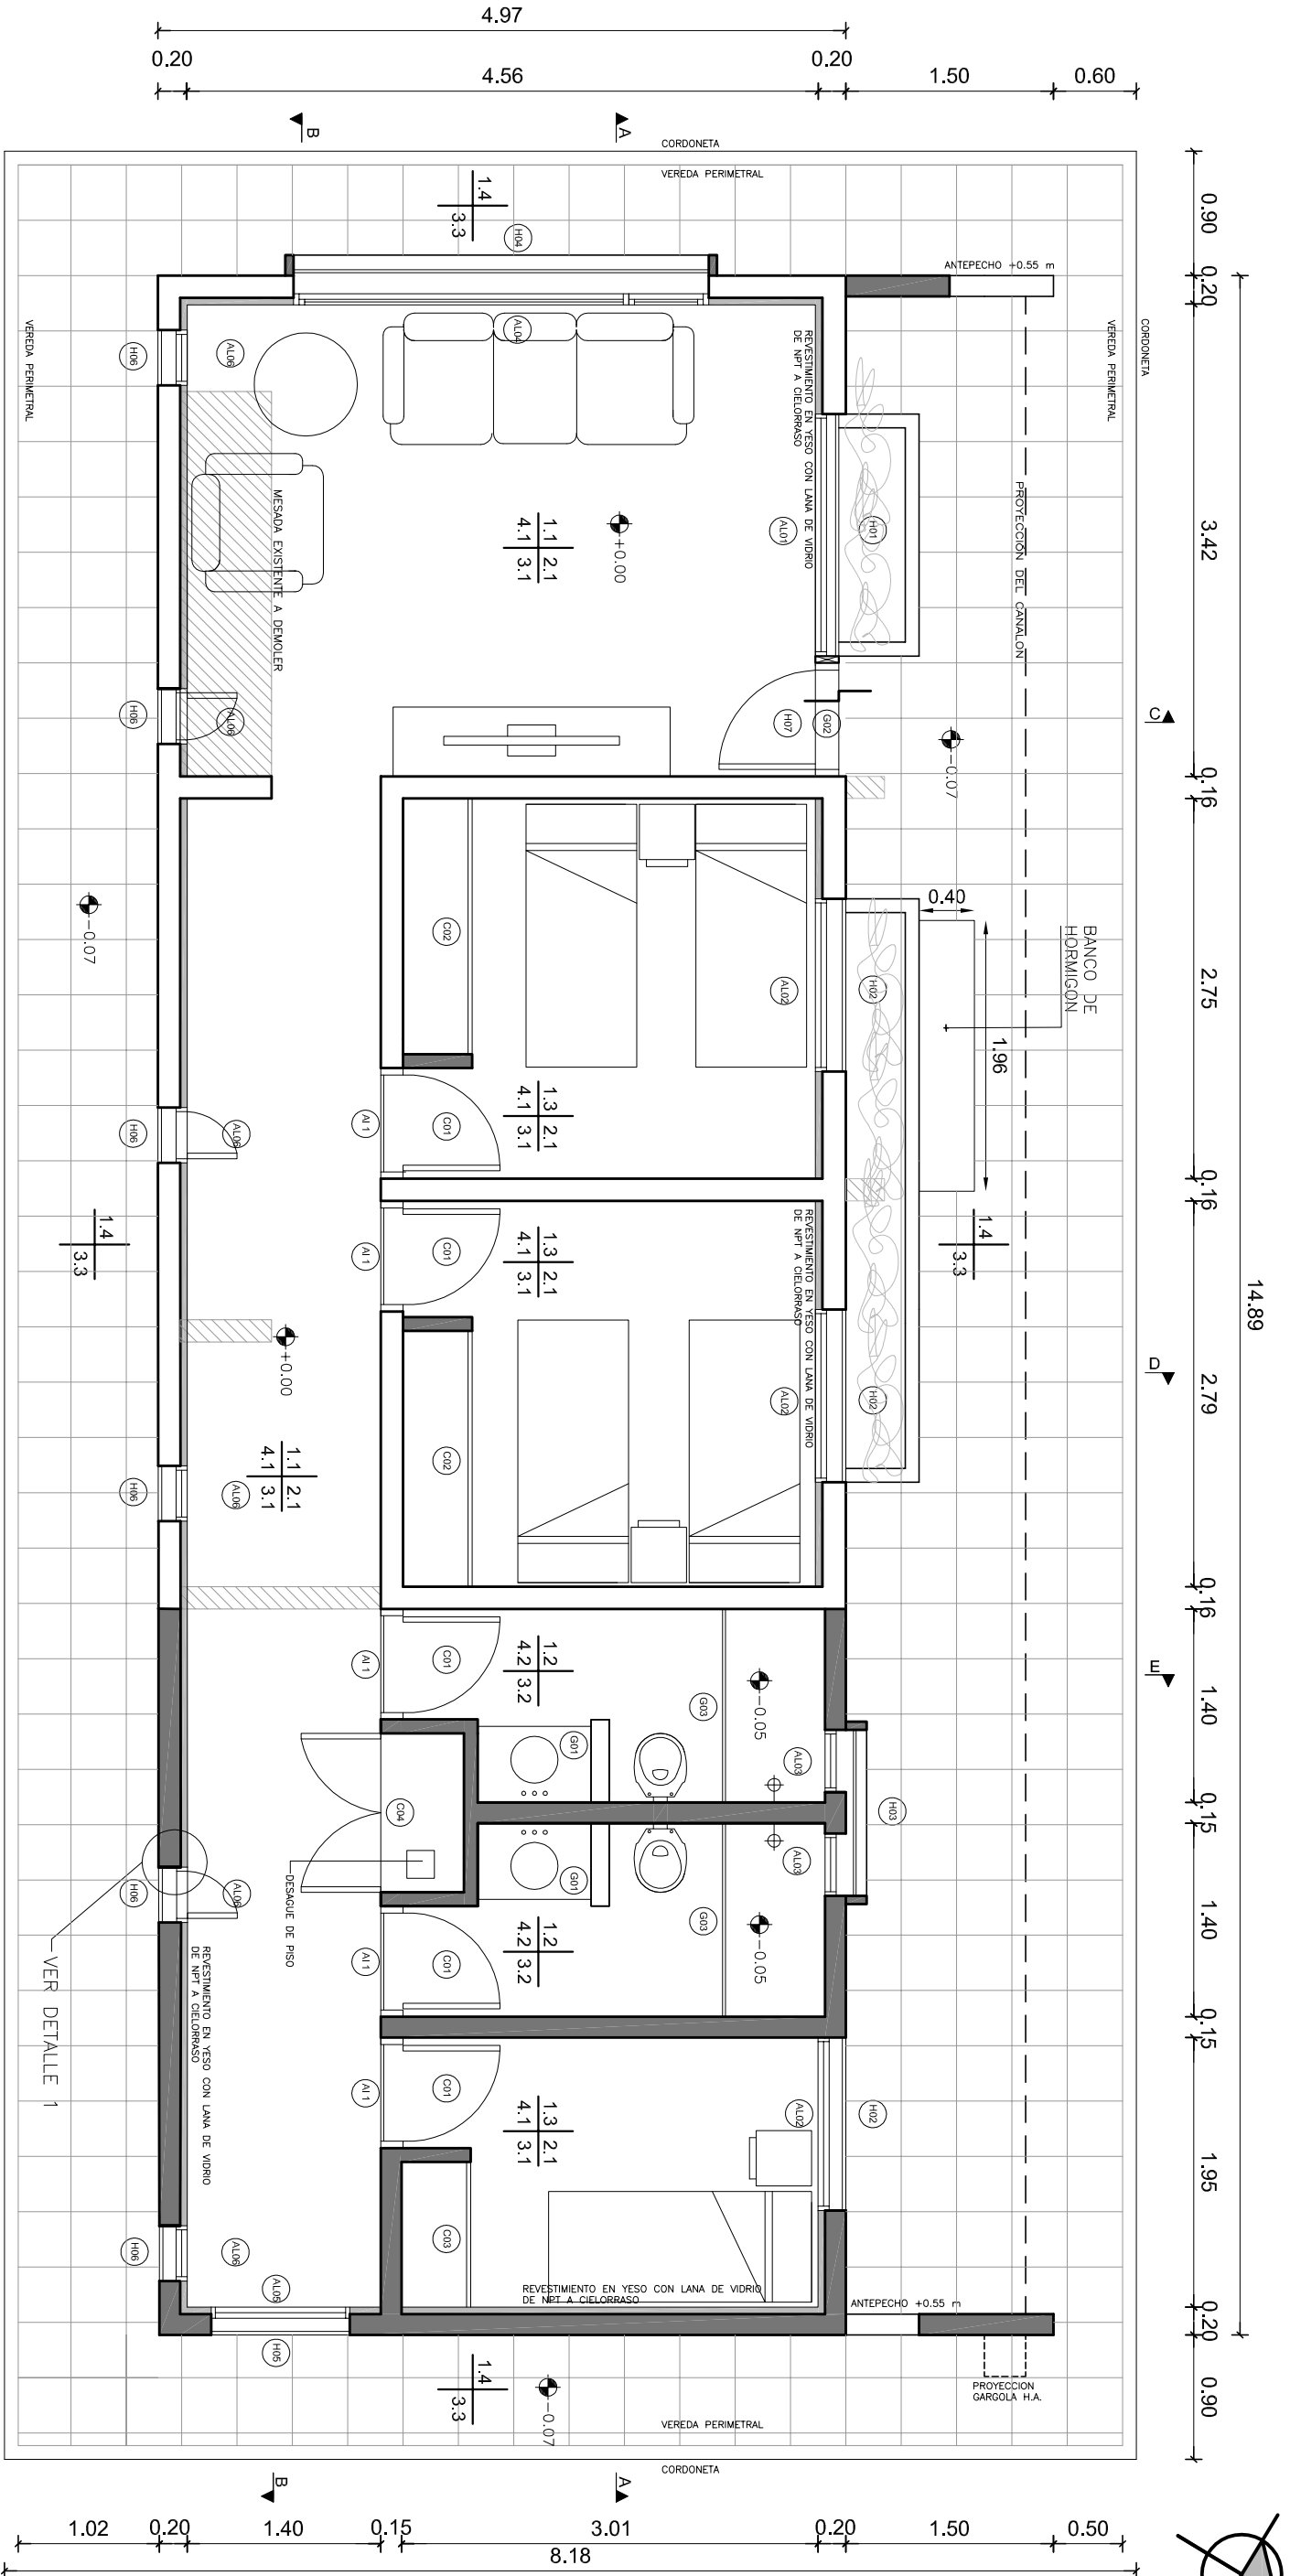 4.97
0.20
0.20
4.56
1.50
0.60
B
A
CORDONETA
VEREDA PERIMETRAL
1.4
3.3
H04
ANTEPECHO +0.55 m
0.90
0.20
VEREDA PERIMETRAL
CORDONETA
VEREDA PERIMETRAL
H06
AL06
AL04
REVESTIMIENTO EN YESO CON LANA DE VIDRIO
DE NPT A CIELORRASO
MESADA EXISTENTE A DEMOLER
1.1
2.1
4.1
3.1
+0.00
AL01
H01
PROYECCIÓN DEL CANALON
3.42
H06
AL06
H07
G02
-0.07
C
0.16
-0.07
C02
AL02
H02
0.40
BANCO DE
HORMIGON
1.96
2.75
H06
AL06
AI 1
C01
1.3
2.1
4.1
3.1
0.16
1.4
3.3
AI 1
C01
1.3
2.1
4.1
3.1
REVESTIMIENTO EN YESO CON LANA DE VIDRIO
DE NPT A CIELORRASO
1.4
3.3
14.89
+0.00
D
AL02
H02
2.79
1.1
2.1
4.1
3.1
C02
H06
AL06
0.16
AI 1
C01
1.2
4.2
3.2
G03
-0.05
E
1.40
G01
AL03
C04
H03
0.15
DESAGUE DE PISO
G01
AL03
H06
AL06
G03
-0.05
1.40
AI 1
C01
1.2
4.2
3.2
VER DETALLE 1
REVESTIMIENTO EN YESO CON LANA DE VIDRIO
DE NPT A CIELORRASO
0.15
AI 1
C01
1.3
2.1
4.1
3.1
AL02
H02
1.95
H06
AL06
C03
AL05
REVESTIMIENTO EN YESO CON LANA DE VIDRIO
DE NPT A CIELORRASO
ANTEPECHO +0.55 m
0.20
H05
1.4
3.3
-0.07
PROYECCION
GARGOLA H.A.
0.90
VEREDA PERIMETRAL
CORDONETA
B
A
1.02
0.20
1.40
0.15
3.01
0.20
1.50
0.50
8.18